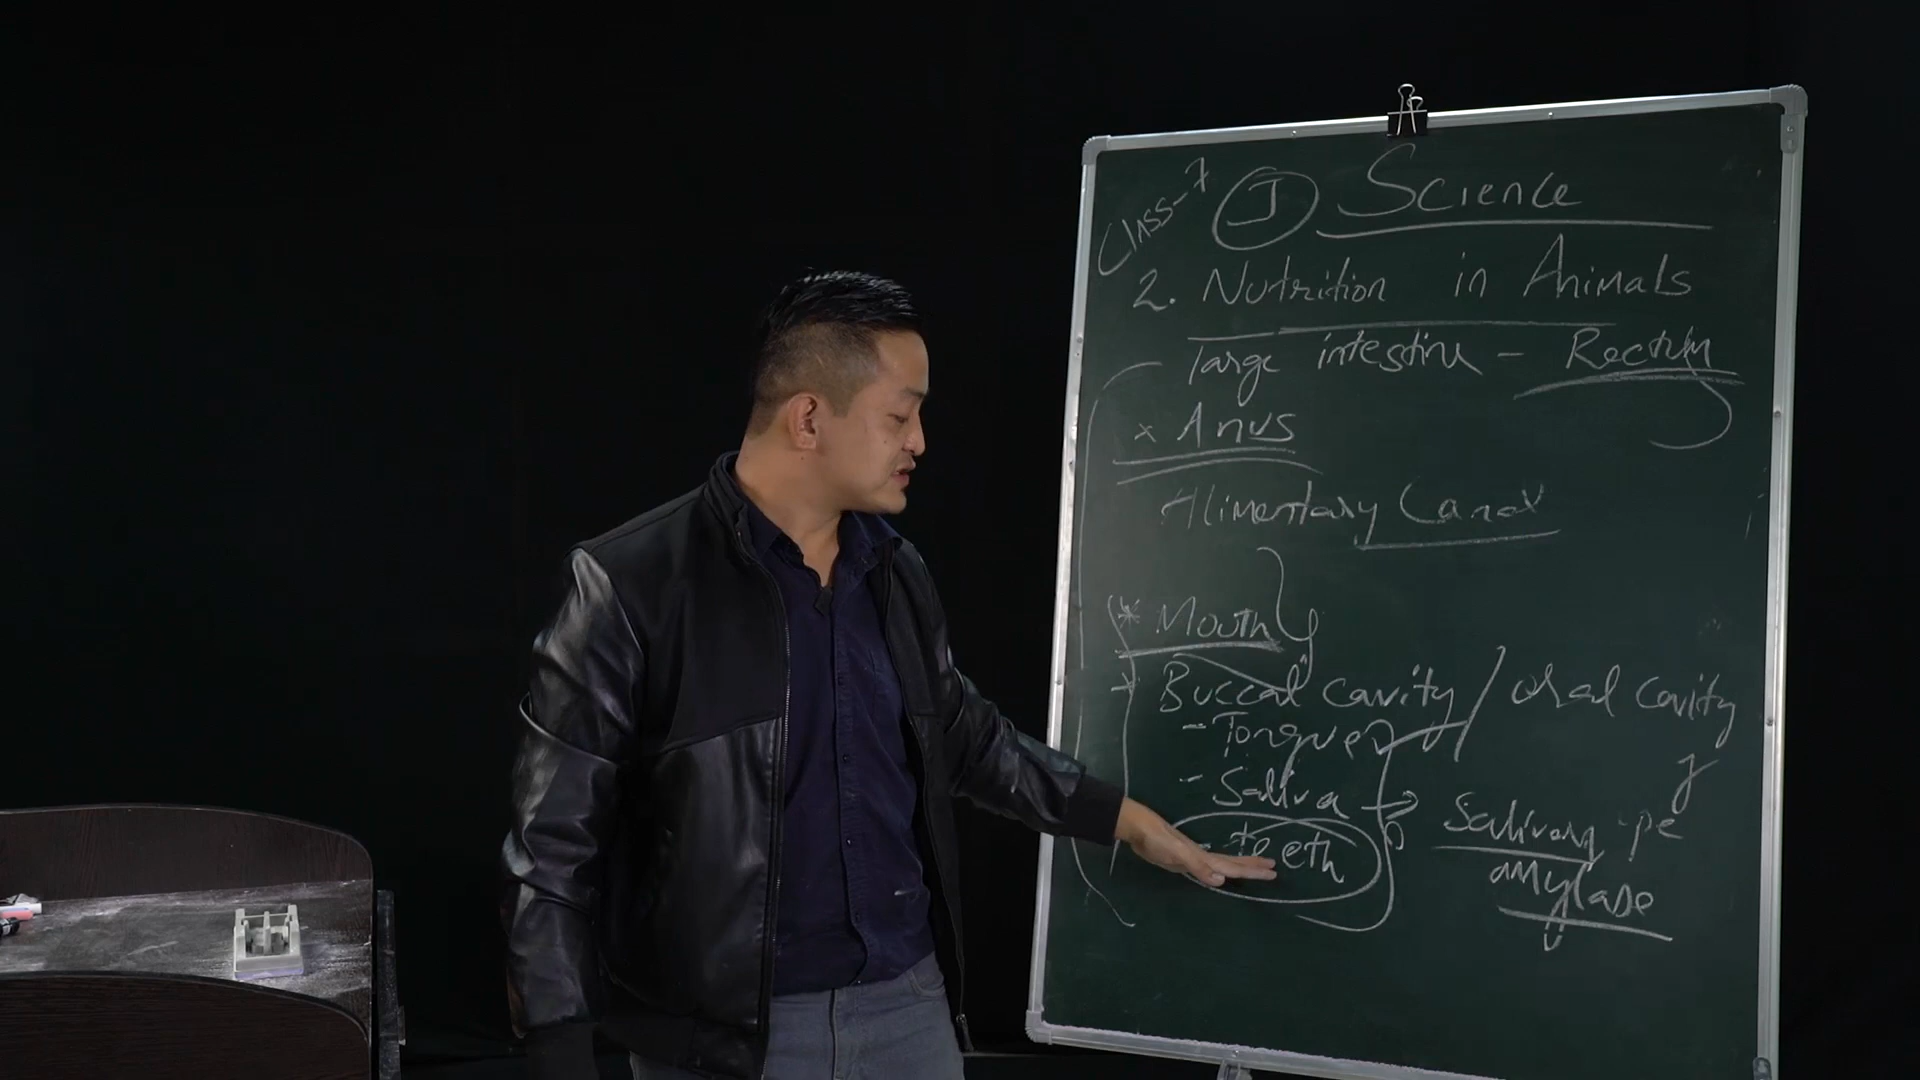 Class-7
J Science
2. Nutrition in Animals
- Large intestine - Rectum
x Anus
Alimentary Canal
* Mouth
Buccal cavity / oral cavity
- Tongue
- Saliva → Salivary
- teeth
amylase